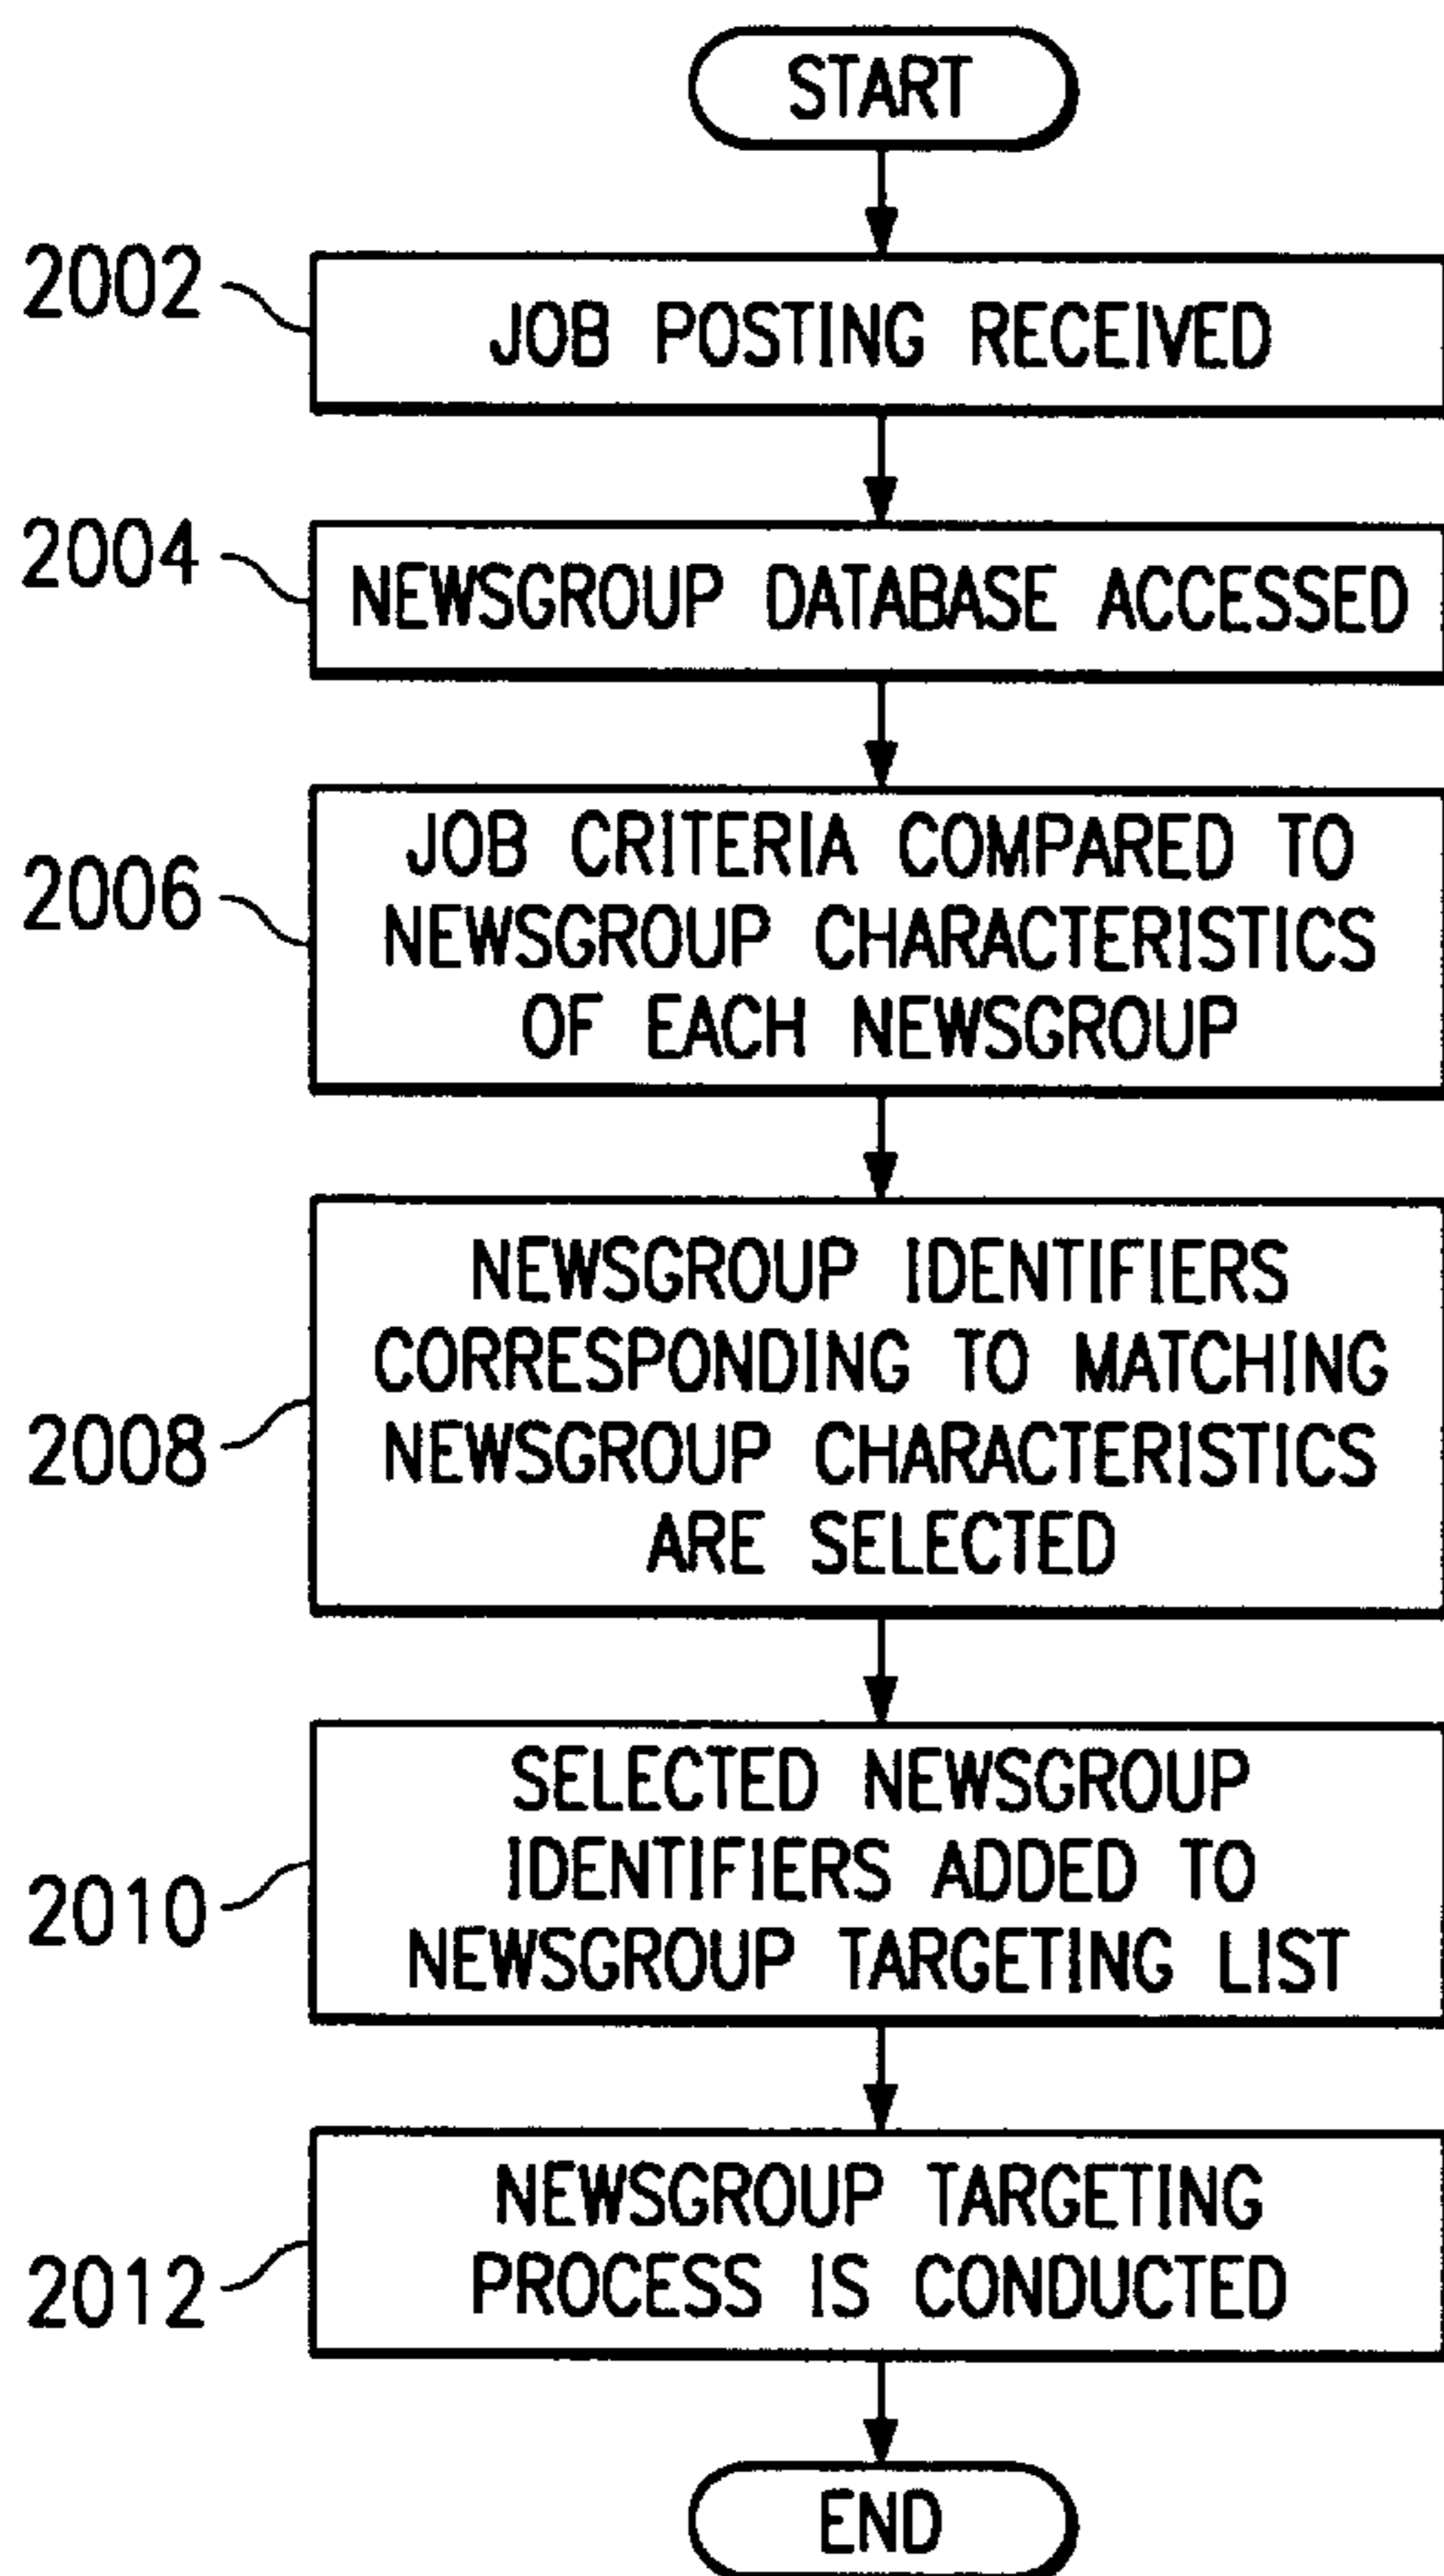 START
2002
JOB POSTING RECEIVED
2004
NEWSGROUP DATABASE ACCESSED
2006
JOB CRITERIA COMPARED TO
NEWSGROUP CHARACTERISTICS
OF EACH NEWSGROUP
2008
NEWSGROUP IDENTIFIERS
CORRESPONDING TO MATCHING
NEWSGROUP CHARACTERISTICS
ARE SELECTED
2010
SELECTED NEWSGROUP
IDENTIFIERS ADDED TO
NEWSGROUP TARGETING LIST
2012
NEWSGROUP TARGETING
PROCESS IS CONDUCTED
END